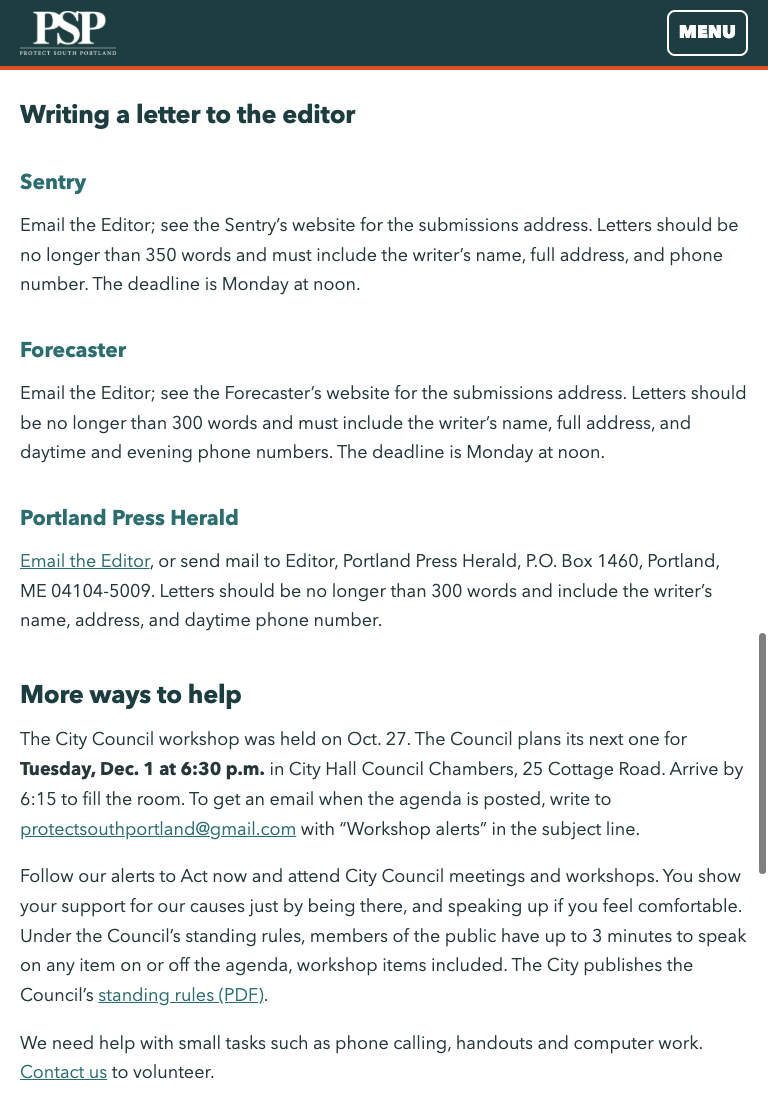 PSP
PROTECT SOUTH PORTLAND
MENU
Writing a letter to the editor
Sentry
Email the Editor; see the Sentry’s website for the submissions address. Letters should be
no longer than 350 words and must include the writer’s name, full address, and phone
number. The deadline is Monday at noon.
Forecaster
Email the Editor; see the Forecaster’s website for the submissions address. Letters should
be no longer than 300 words and must include the writer’s name, full address, and
daytime and evening phone numbers. The deadline is Monday at noon.
Portland Press Herald
Email the Editor, or send mail to Editor, Portland Press Herald, P.O. Box 1460, Portland,
ME 04104-5009. Letters should be no longer than 300 words and include the writer’s
name, address, and daytime phone number.
More ways to help
The City Council workshop was held on Oct. 27. The Council plans its next one for
Tuesday, Dec. 1 at 6:30 p.m. in City Hall Council Chambers, 25 Cottage Road. Arrive by
6:15 to fill the room. To get an email when the agenda is posted, write to
protectsouthportland@gmail.com with “Workshop alerts” in the subject line.
Follow our alerts to Act now and attend City Council meetings and workshops. You show
your support for our causes just by being there, and speaking up if you feel comfortable.
Under the Council’s standing rules, members of the public have up to 3 minutes to speak
on any item on or off the agenda, workshop items included. The City publishes the
Council’s standing rules (PDF).
We need help with small tasks such as phone calling, handouts and computer work.
Contact us to volunteer.